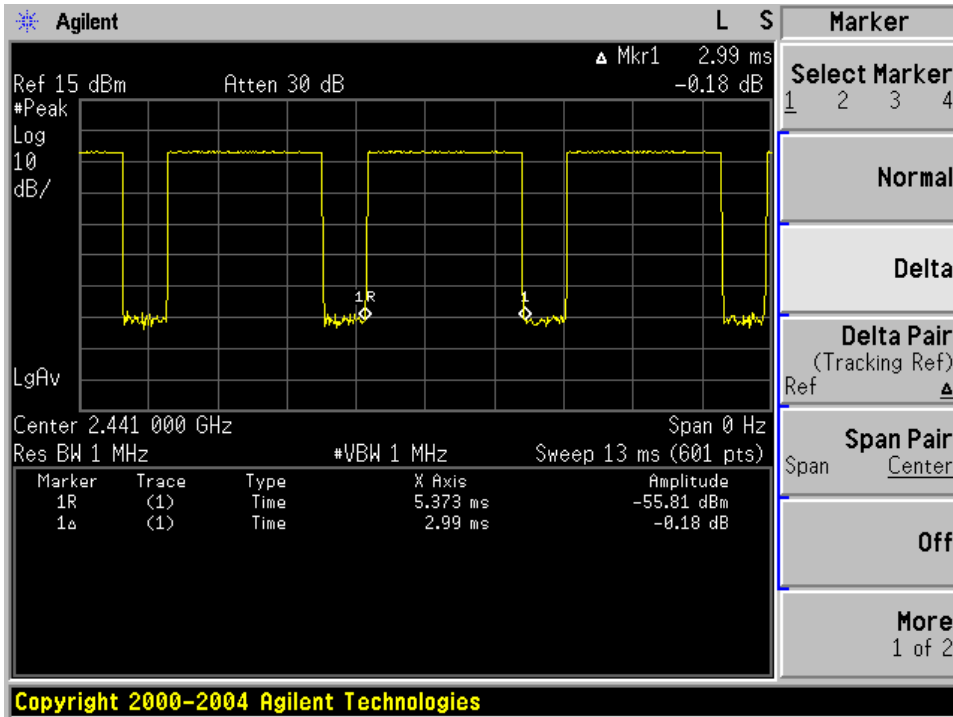 Agilent
L S
Marker
Δ Mkr1 2.99 ms
Ref 15 dBm Atten 30 dB -0.18 dB
#Peak
Log
10
dB/
1R
1
LgAv
Center 2.441 000 GHz Span 0 Hz
Res BW 1 MHz #VBW 1 MHz Sweep 13 ms (601 pts)
Marker Trace Type X Axis Amplitude
1R (1) Time 5.373 ms -55.81 dBm
1Δ (1) Time 2.99 ms -0.18 dB
Select Marker
1 2 3 4
Normal
Delta
Delta Pair
(Tracking Ref)
Ref Δ
Span Pair
Span Center
Off
More
1 of 2
Copyright 2000-2004 Agilent Technologies